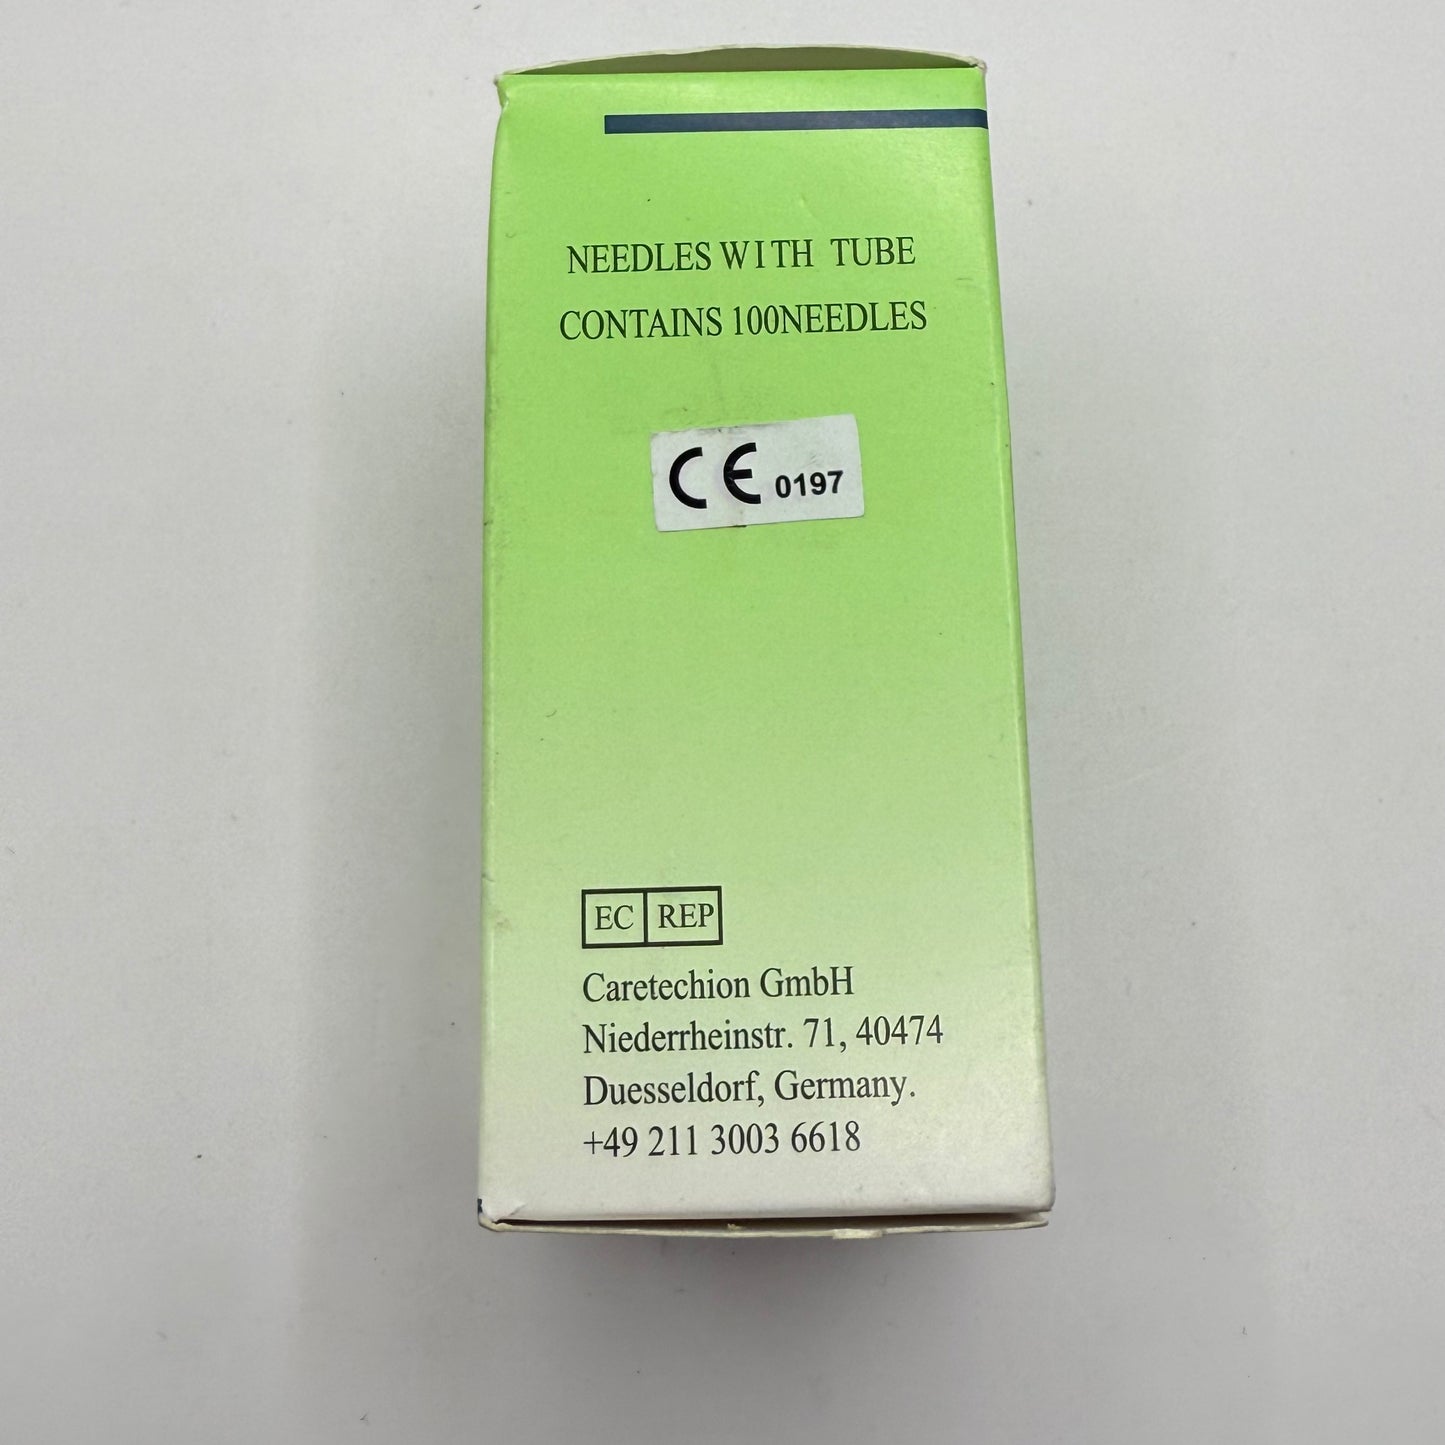 NEEDLES WITH TUBE
CONTAINS 100NEEDLES
CE 0197
EC REP
Caretechion GmbH
Niederrheinstr. 71, 40474
Duesseldorf, Germany.
+49 211 3003 6618